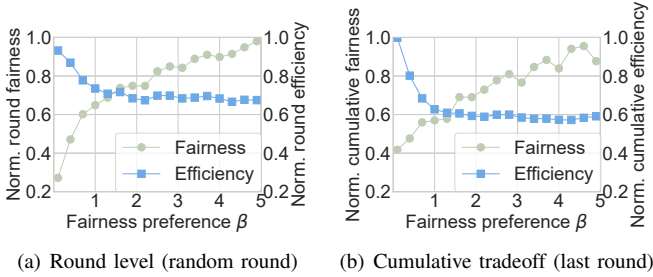 Norm. round fairness
1.0
0.8
0.6
0.4
0.2
1.0
0.8
0.6
0.4
0.2
Norm. round efficiency
Fairness
Efficiency
1 2 3 4 5
Fairness preference β
(a) Round level (random round)
Norm. cumulative fairness
1.0
0.8
0.6
0.4
0.2
1.0
0.8
0.6
0.4
0.2
Norm. cumulative efficiency
Fairness
Efficiency
1 2 3 4 5
Fairness preference β
(b) Cumulative tradeoff (last round)